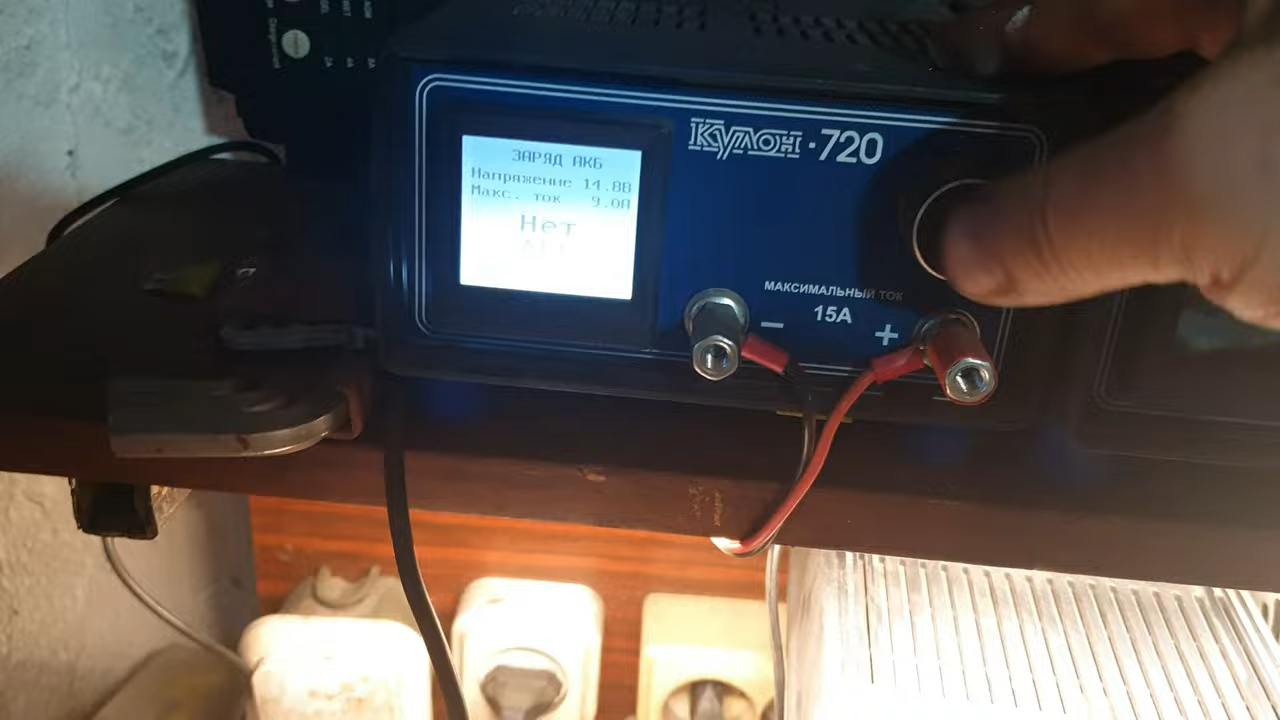 КУЛОН-720
ЗАРЯД АКБ
Напряжение 14.8В
Макс. ток 9.0А
Нет
МАКСИМАЛЬНЫЙ ТОК
15А
− +